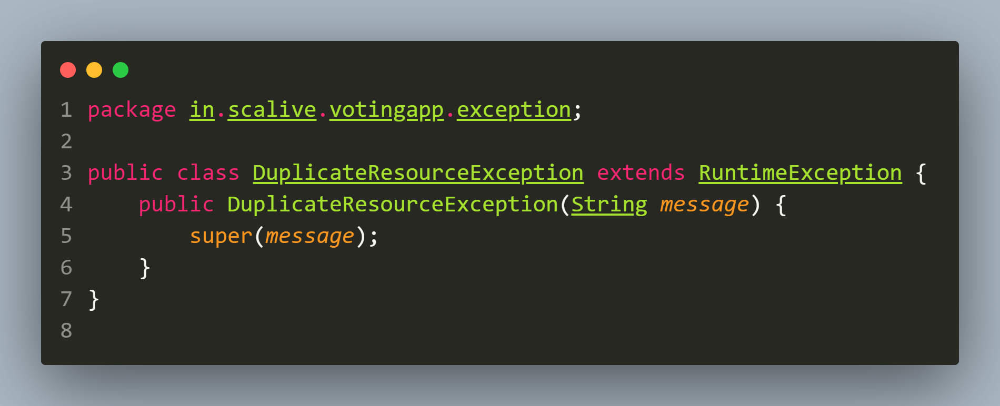 1 package in.scalive.votingapp.exception;
2
3 public class DuplicateResourceException extends RuntimeException {
4     public DuplicateResourceException(String message) {
5         super(message);
6     }
7 }
8